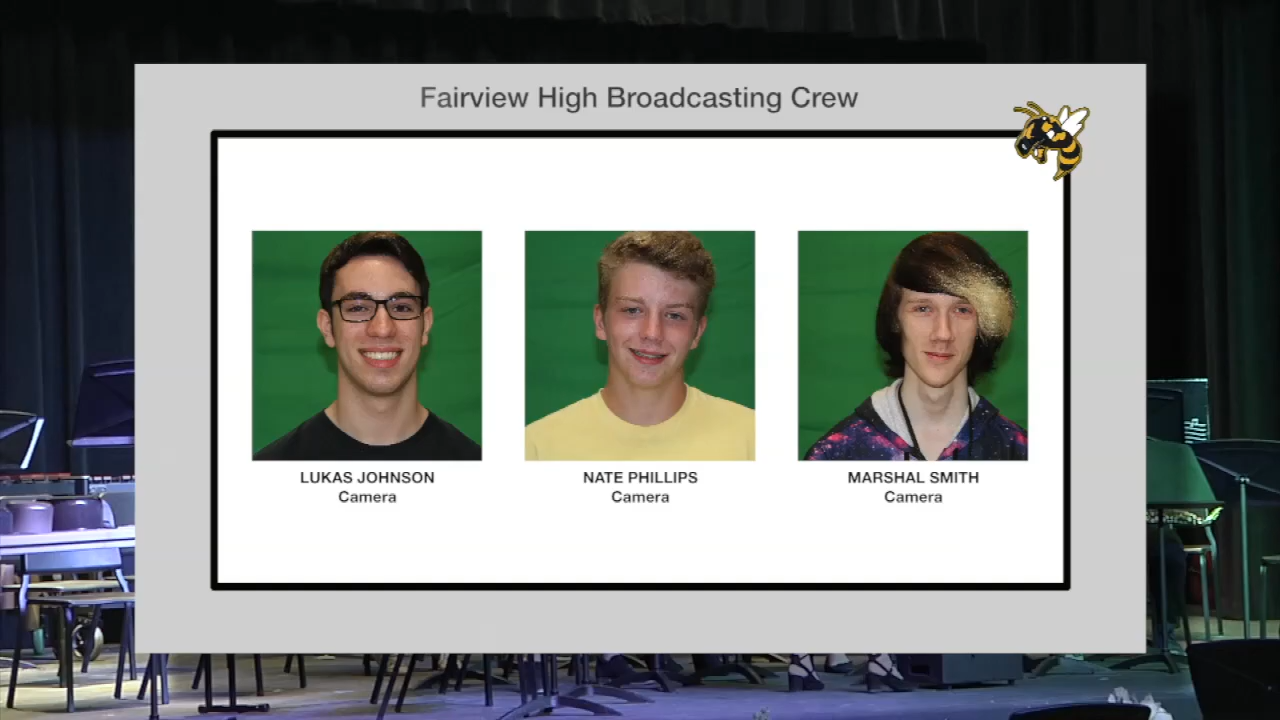 Fairview High Broadcasting Crew
LUKAS JOHNSON
Camera
NATE PHILLIPS
Camera
MARSHAL SMITH
Camera